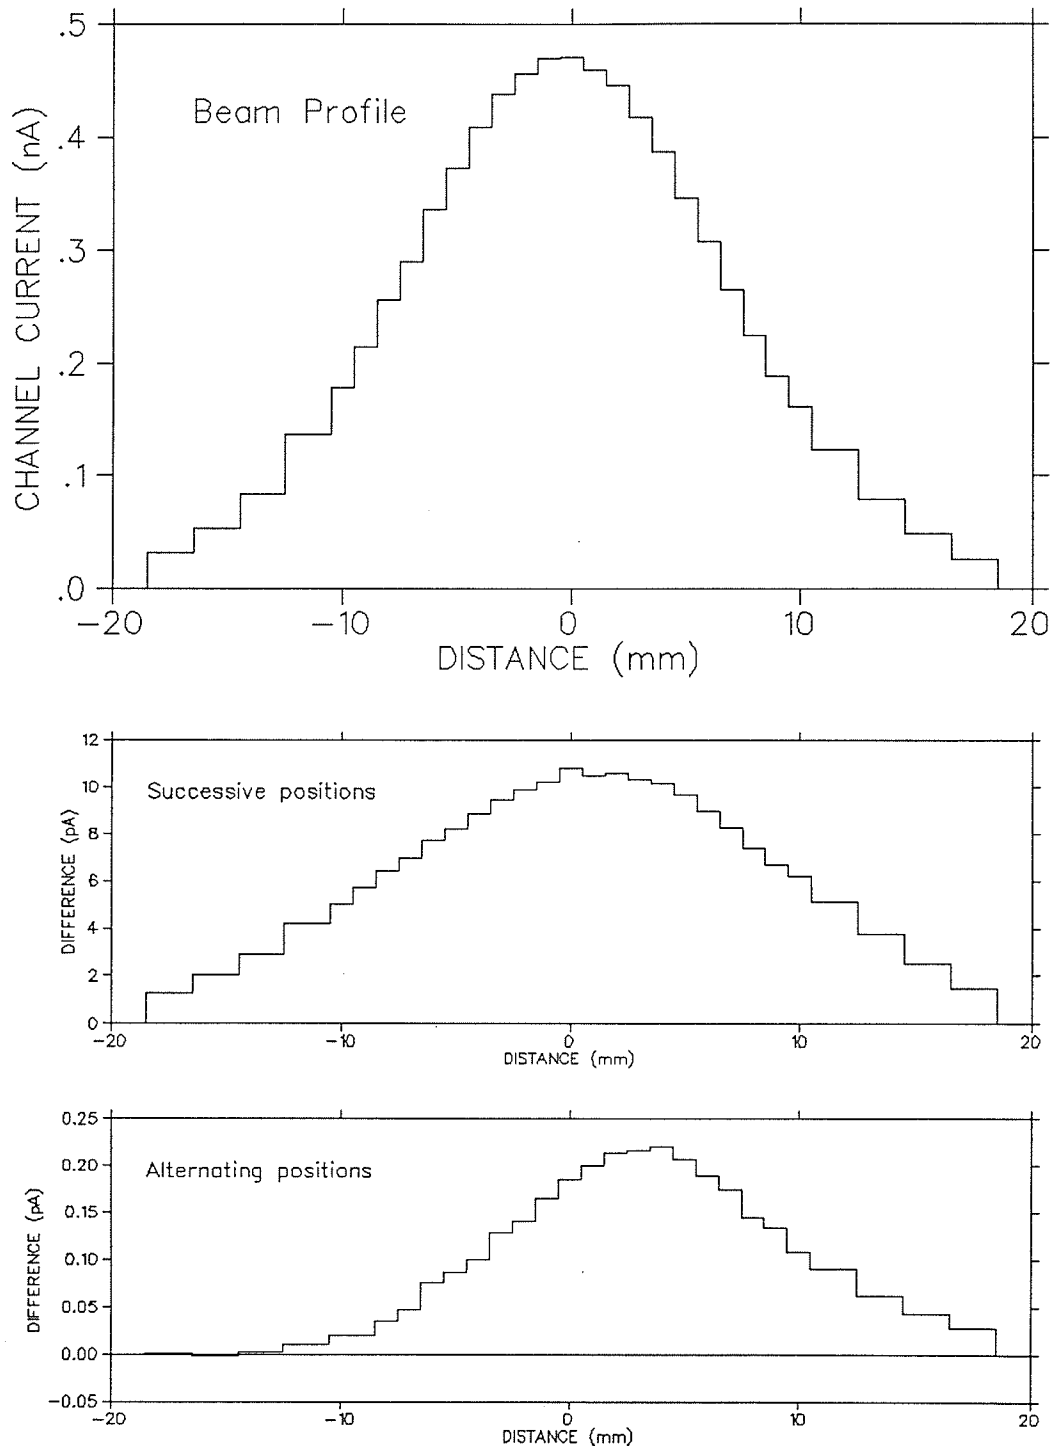 .5
Beam Profile
.4
.3
.2
.1
.0
CHANNEL CURRENT (nA)
-20 -10 0 10 20
DISTANCE (mm)
12
Successive positions
10
8
6
4
2
0
DIFFERENCE (pA)
-20 -10 0 10 20
DISTANCE (mm)
0.25
Alternating positions
0.20
0.15
0.10
0.05
0.00
-0.05
DIFFERENCE (pA)
-20 -10 0 10 20
DISTANCE (mm)